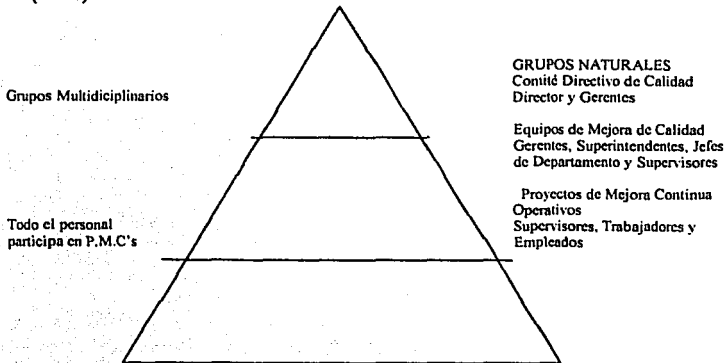 Grupos Multidiciplinarios
Todo el personal
participa en P.M.C's
GRUPOS NATURALES
Comité Directivo de Calidad
Director y Gerentes
Equipos de Mejora de Calidad
Gerentes, Superintendentes, Jefes
de Departamento y Supervisores
Proyectos de Mejora Continua
Operativos
Supervisores, Trabajadores y
Empleados